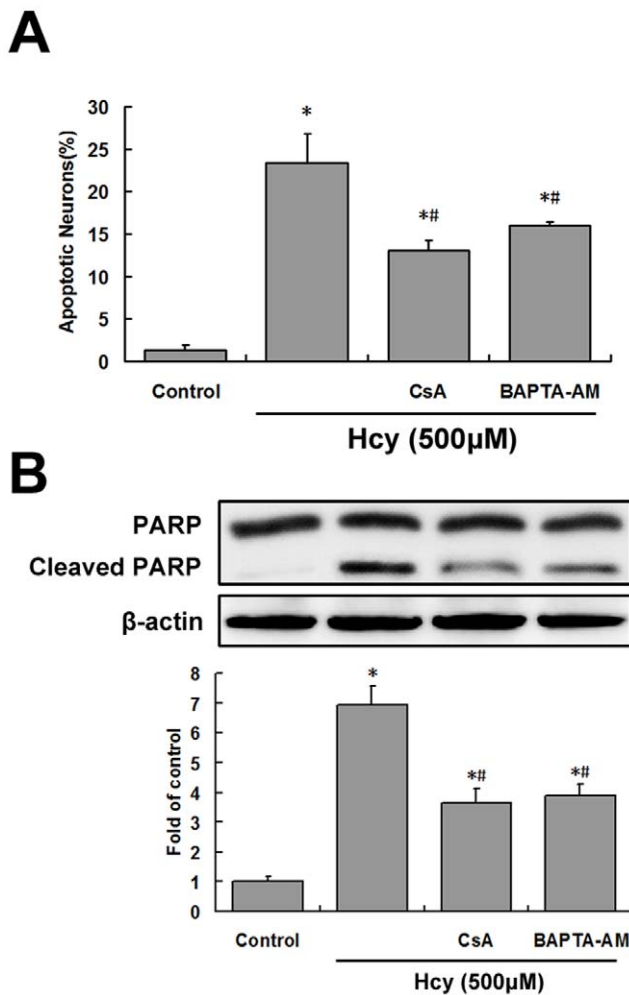 A
Apoptotic Neurons(%)
30
25
20
15
10
5
0
*
*#
*#
Control
CsA
BAPTA-AM
Hcy (500μM)
B
PARP
Cleaved PARP
β-actin
Fold of control
8
7
6
5
4
3
2
1
0
*
*#
*#
Control
CsA
BAPTA-AM
Hcy (500μM)